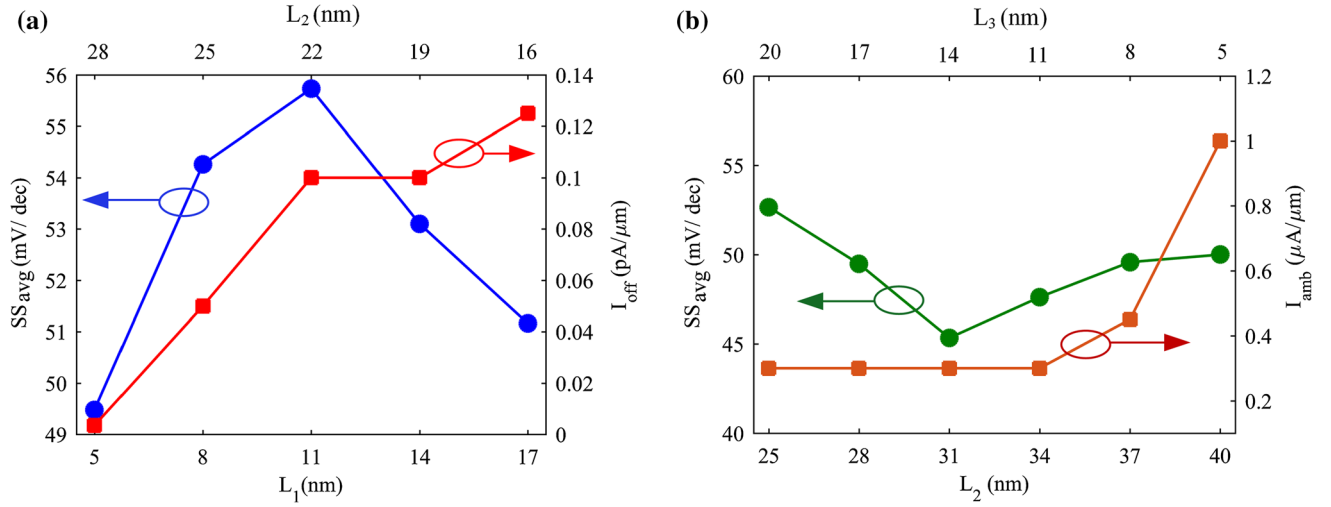 (a)
L2 (nm)
28 25 22 19 16
56
55
54
53
52
51
50
49
SSavg (mV/ dec)
0.14
0.12
0.1
0.08
0.06
0.04
0.02
0
Ioff (pA/μm)
5 8 11 14 17
L1(nm)
(b)
L3 (nm)
20 17 14 11 8 5
60
55
50
45
40
SSavg (mV/ dec)
1.2
1
0.8
0.6
0.4
0.2
Iamb (μA/μm)
25 28 31 34 37 40
L2 (nm)